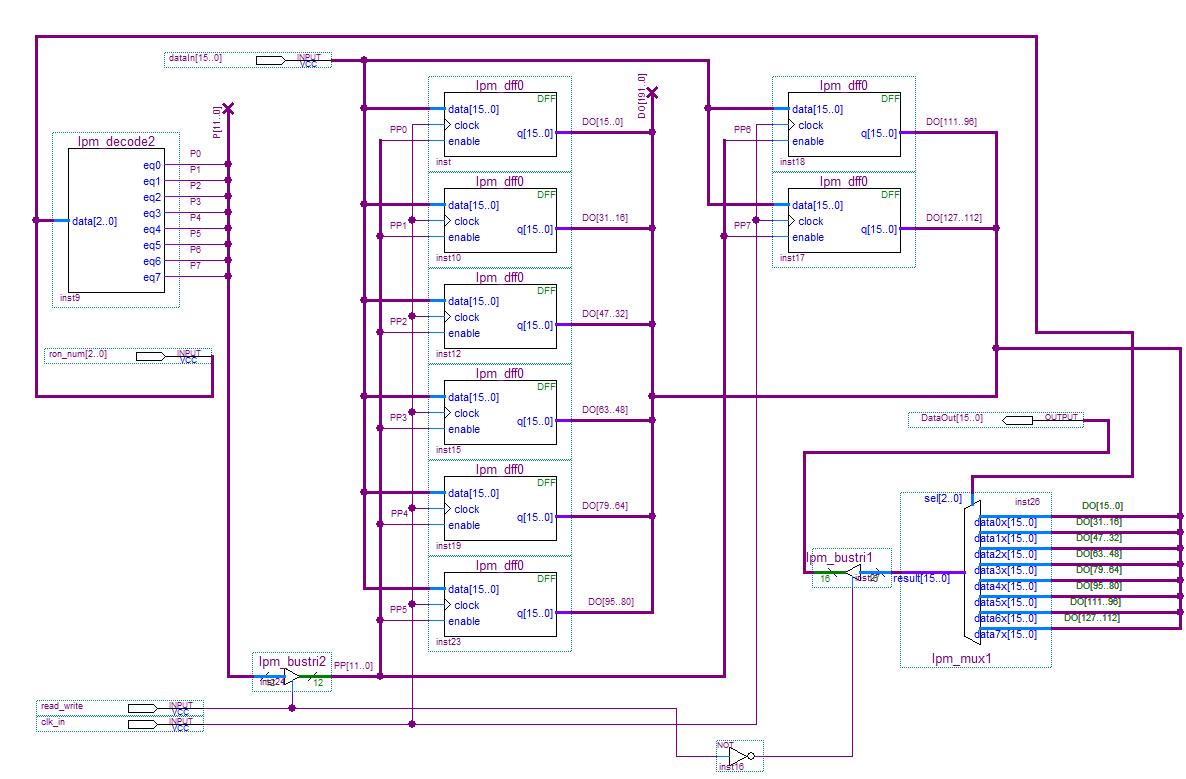 dataIn[15..0]
INPUT
VCC
P[11..0]
lpm_decode2
data[2..0]
eq0
eq1
eq2
eq3
eq4
eq5
eq6
eq7
inst9
P0
P1
P2
P3
P4
P5
P6
P7
ron_num[2..0]
INPUT
VCC
lpm_dff0
DFF
data[15..0]
clock
enable
q[15..0]
inst
PP0
DO[15..0]
DO[191..0]
lpm_dff0
DFF
data[15..0]
clock
enable
q[15..0]
inst10
PP1
DO[31..16]
lpm_dff0
DFF
data[15..0]
clock
enable
q[15..0]
inst12
PP2
DO[47..32]
lpm_dff0
DFF
data[15..0]
clock
enable
q[15..0]
inst15
PP3
DO[63..48]
lpm_dff0
DFF
data[15..0]
clock
enable
q[15..0]
inst19
PP4
DO[79..64]
lpm_dff0
DFF
data[15..0]
clock
enable
q[15..0]
inst23
PP5
DO[95..80]
lpm_dff0
DFF
data[15..0]
clock
enable
q[15..0]
inst18
PP6
DO[111..96]
lpm_dff0
DFF
data[15..0]
clock
enable
q[15..0]
inst17
PP7
DO[127..112]
DataOut[15..0]
OUTPUT
sel[2..0]
inst26
data0x[15..0]
data1x[15..0]
data2x[15..0]
data3x[15..0]
data4x[15..0]
data5x[15..0]
data6x[15..0]
data7x[15..0]
DO[15..0]
DO[31..16]
DO[47..32]
DO[63..48]
DO[79..64]
DO[95..80]
DO[111..96]
DO[127..112]
result[15..0]
lpm_mux1
lpm_bustri1
16
lpm_bustri2
PP[11..0]
12
read_write
INPUT
VCC
clk_in
INPUT
VCC
NOT
inst16